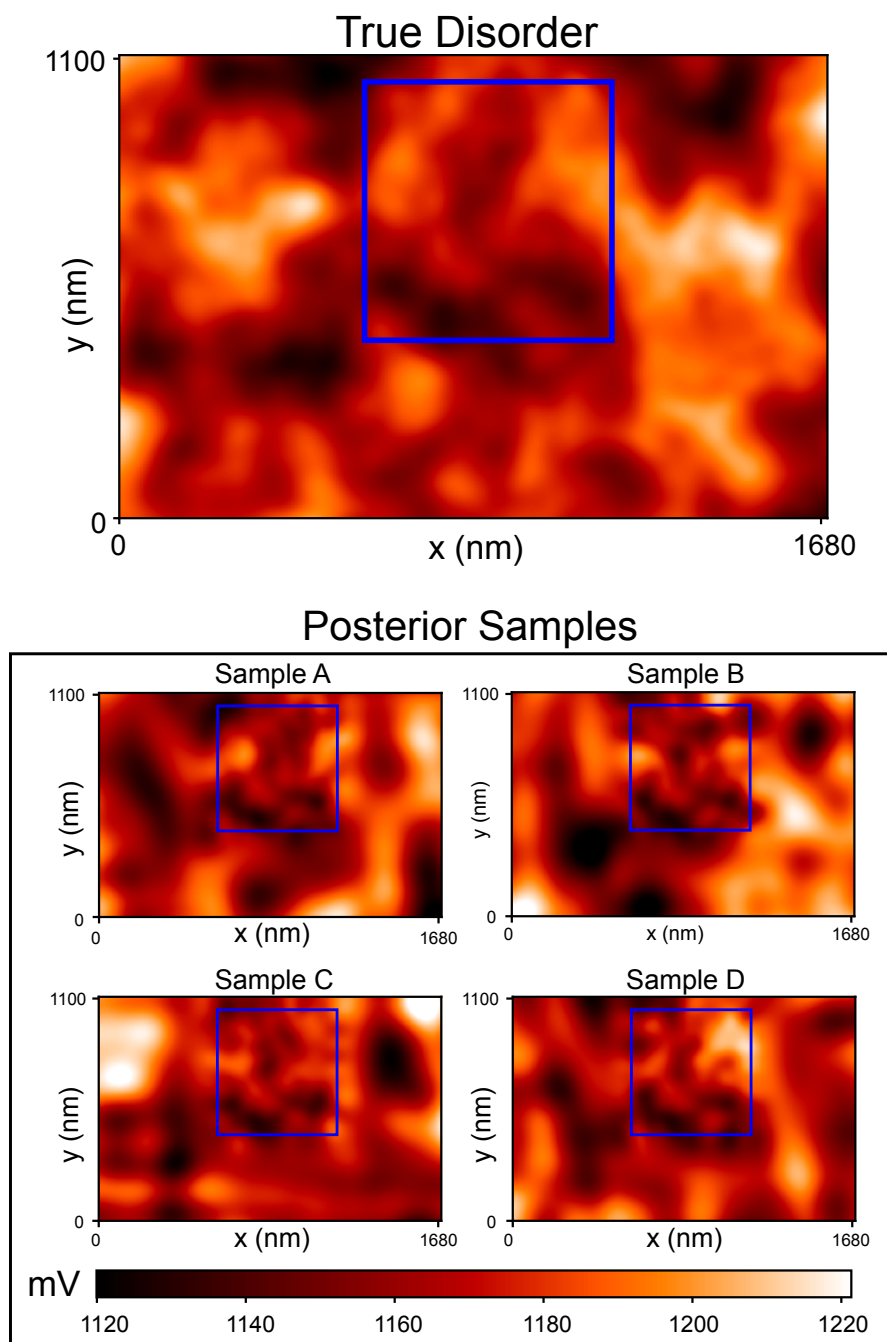 True Disorder
1100
y (nm)
0
0
x (nm)
1680
Posterior Samples
Sample A
1100
y (nm)
0
0
x (nm)
1680
Sample B
1100
y (nm)
0
0
x (nm)
1680
Sample C
1100
y (nm)
0
0
x (nm)
1680
Sample D
1100
y (nm)
0
0
x (nm)
1680
mV
1120 1140 1160 1180 1200 1220